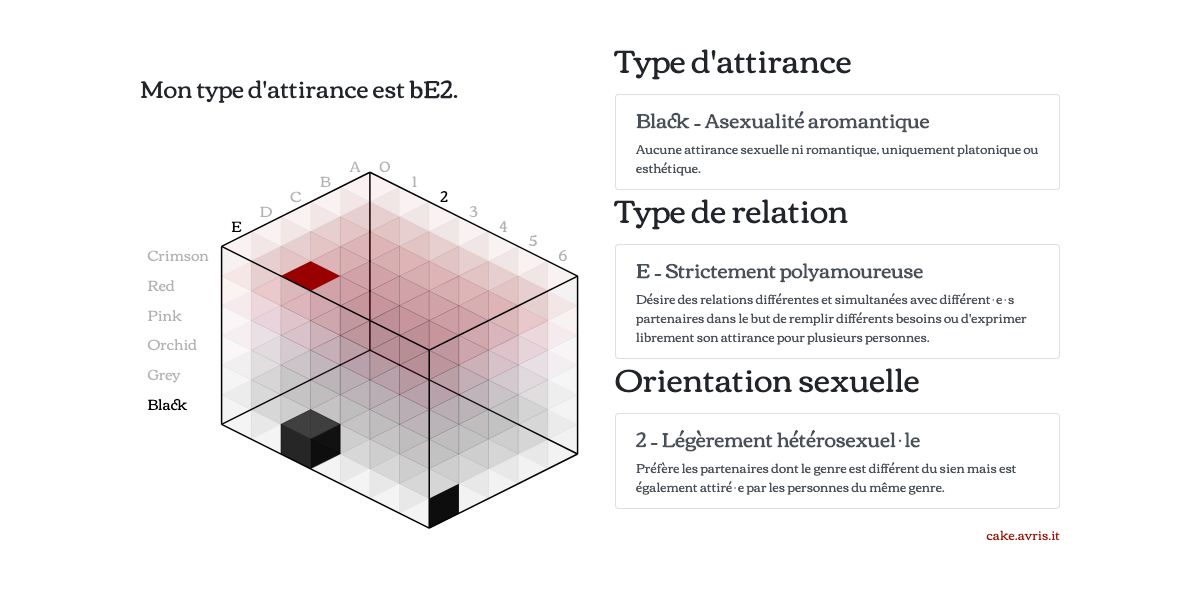 Mon type d'attirance est bE2.
A O
B 1
C 2
D 3
E 4
5
Crimson 6
Red
Pink
Orchid
Grey
Black
Type d'attirance
Black - Asexualité aromantique
Aucune attirance sexuelle ni romantique, uniquement platonique ou
esthétique.
Type de relation
E - Strictement polyamoureuse
Désire des relations différentes et simultanées avec différent·e·s
partenaires dans le but de remplir différents besoins ou d'exprimer
librement son attirance pour plusieurs personnes.
Orientation sexuelle
2 - Légèrement hétérosexuel·le
Préfère les partenaires dont le genre est différent du sien mais est
également attiré·e par les personnes du même genre.
cake.avris.it